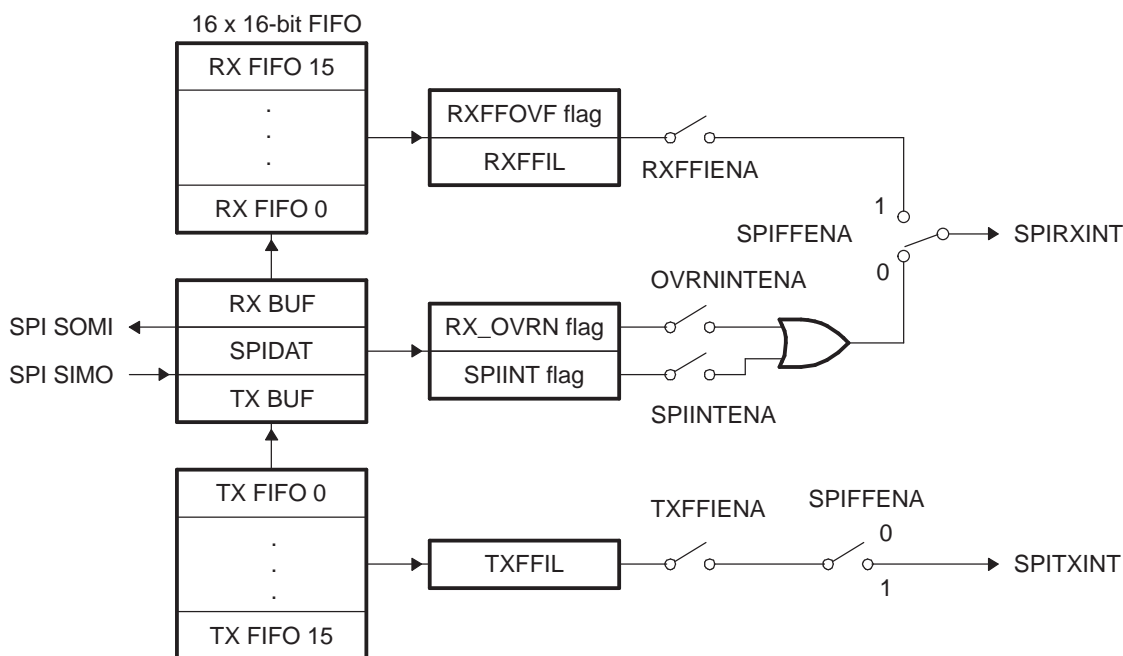 16 x 16-bit FIFO
RX FIFO 15
.
.
.
RX FIFO 0
RXFFOVF flag
RXFFIL
RXFFIENA
1
SPIFFENA
SPIRXINT
0
OVRNINTENA
RX BUF
SPI SOMI
SPIDAT
SPI SIMO
TX BUF
RX_OVRN flag
SPIINT flag
SPIINTENA
TX FIFO 0
.
.
.
TX FIFO 15
TXFFIL
TXFFIENA
SPIFFENA
0
1
SPITXINT